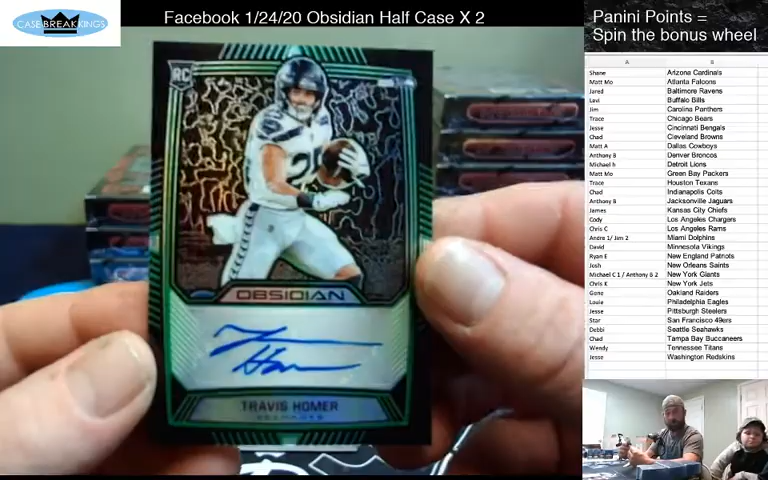 CASE BREAK KINGS
Facebook 1/24/20 Obsidian Half Case X 2
Panini Points =
Spin the bonus wheel
RC
OBSIDIAN
TRAVIS HOMER
SEAHAWKS
A B
Shane Arizona Cardinals
Matt Mo Atlanta Falcons
Jared Baltimore Ravens
Levi Buffalo Bills
Jim Carolina Panthers
Trace Chicago Bears
Jesse Cincinnati Bengals
Chad Cleveland Browns
Matt A Dallas Cowboys
Anthony B Denver Broncos
Michael h Detroit Lions
Matt Mo Green Bay Packers
Trace Houston Texans
Chad Indianapolis Colts
Anthony B Jacksonville Jaguars
James Kansas City Chiefs
Cody Los Angeles Chargers
Chris C Los Angeles Rams
Andre 1/ Jim 2 Miami Dolphins
David Minnesota Vikings
Ryan E New England Patriots
Josh New Orleans Saints
Michael C 1 / Anthony B 2 New York Giants
Chris K New York Jets
Gene Oakland Raiders
Louie Philadelphia Eagles
Jesse Pittsburgh Steelers
Star San Francisco 49ers
Debbi Seattle Seahawks
Chad Tampa Bay Buccaneers
Wendy Tennessee Titans
Jesse Washington Redskins